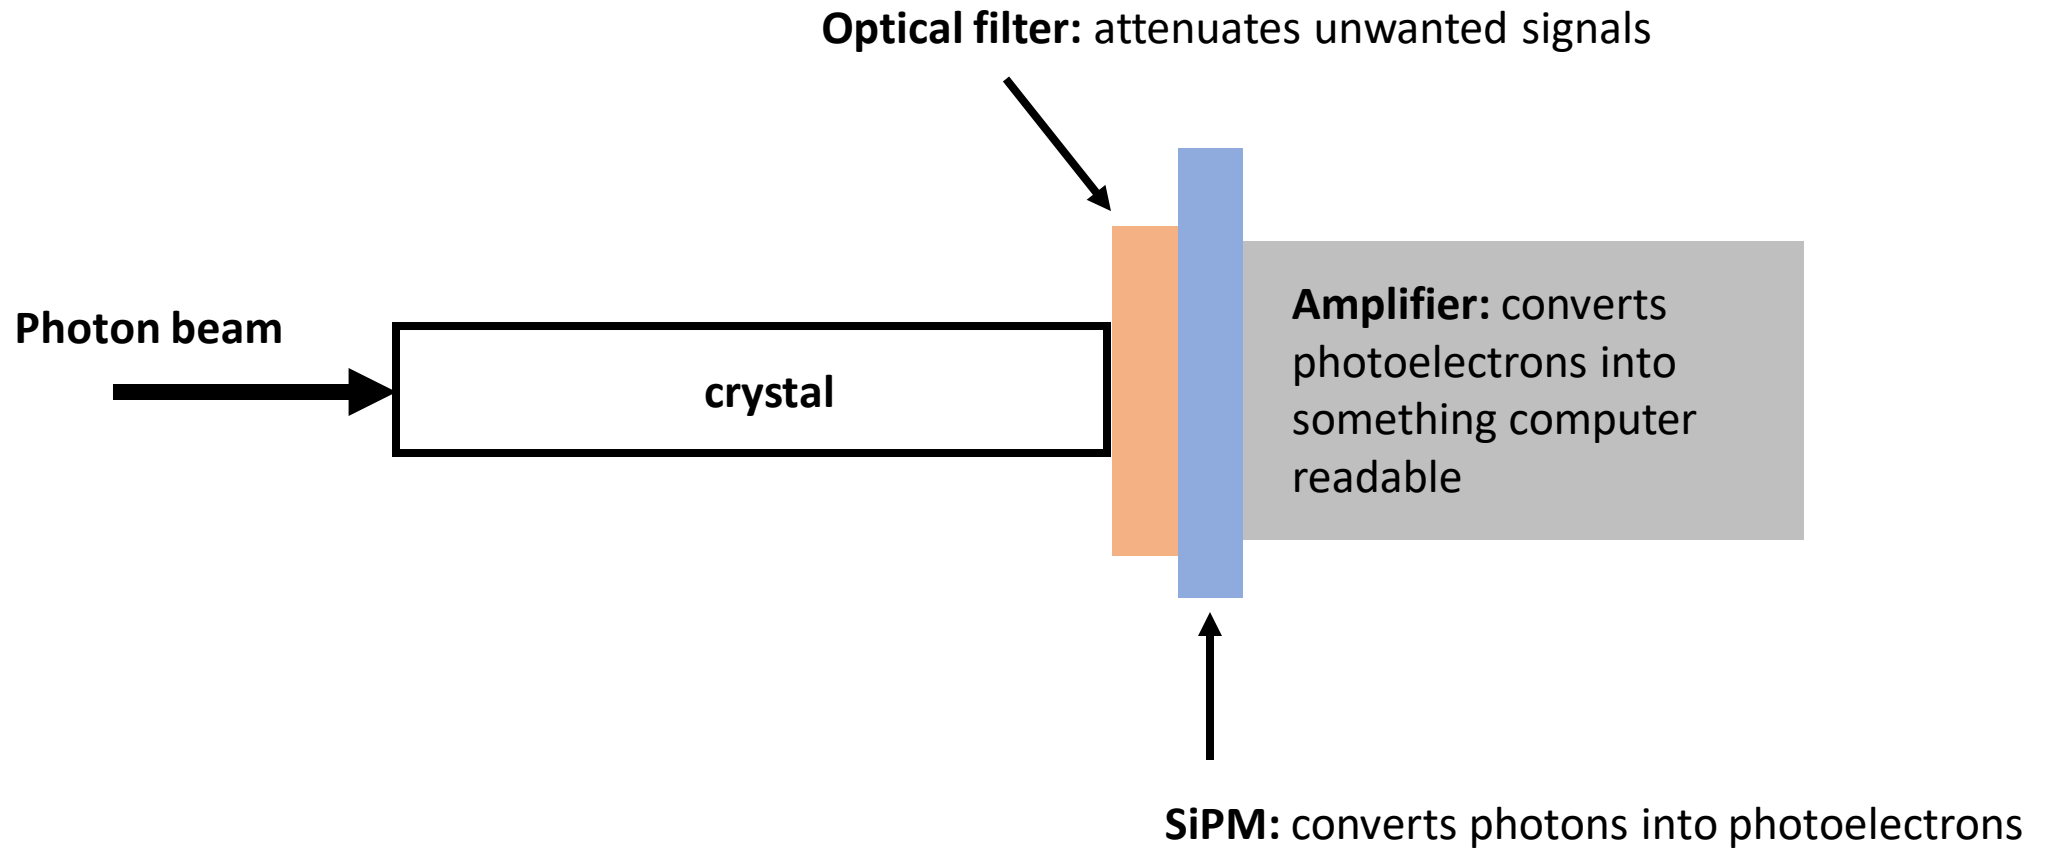 Optical filter: attenuates unwanted signals
Photon beam
crystal
Amplifier: converts
photoelectrons into
something computer
readable
SiPM: converts photons into photoelectrons